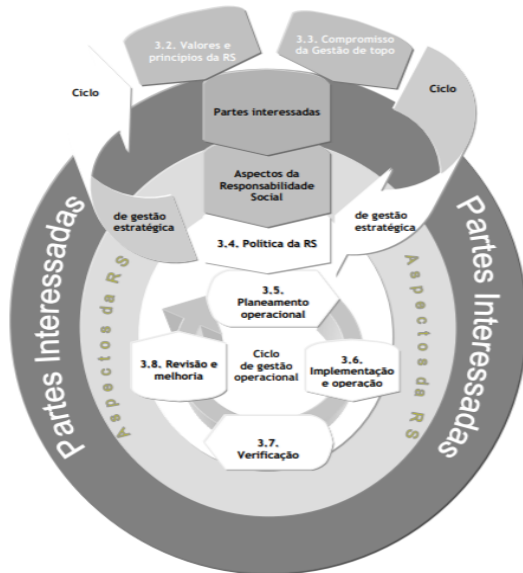 3.2. Valores e
princípios da RS
3.3. Compromisso
da Gestão de topo
Ciclo
Ciclo
Partes interessadas
Aspectos da
Responsabilidade
Social
de gestão
estratégica
de gestão
estratégica
3.4. Política da RS
Partes Interessadas
Partes Interessadas
Aspectos da RS
Aspectos da RS
3.5.
Planeamento
operacional
3.8. Revisão e
melhoria
Ciclo
de gestão
operacional
3.6.
Implementação
e operação
3.7.
Verificação